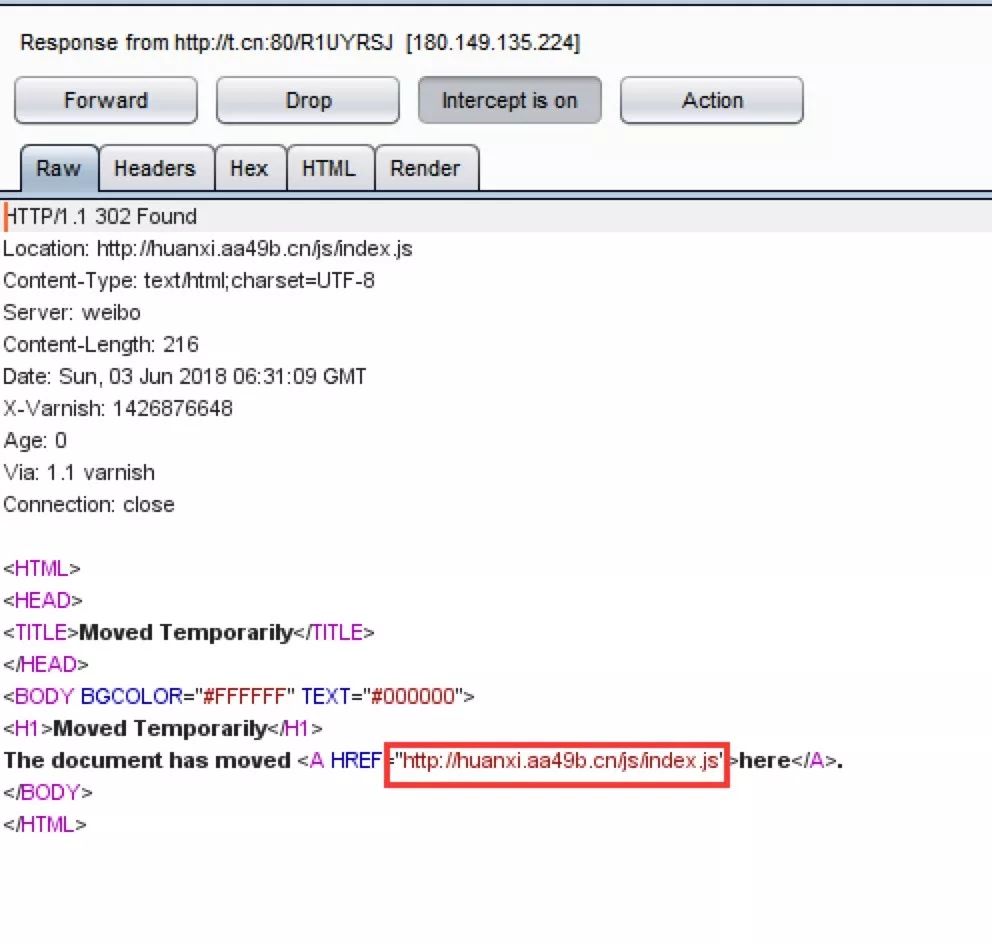 Response from http://t.cn:80/R1UYRSJ [180.149.135.224]
Forward Drop Intercept is on Action
Raw Headers Hex HTML Render
HTTP/1.1 302 Found
Location: http://huanxi.aa49b.cn/js/index.js
Content-Type: text/html;charset=UTF-8
Server: weibo
Content-Length: 216
Date: Sun, 03 Jun 2018 06:31:09 GMT
X-Varnish: 1426876648
Age: 0
Via: 1.1 varnish
Connection: close
<HTML>
<HEAD>
<TITLE>Moved Temporarily</TITLE>
</HEAD>
<BODY BGCOLOR="#FFFFFF" TEXT="#000000">
<H1>Moved Temporarily</H1>
The document has moved <A HREF="http://huanxi.aa49b.cn/js/index.js">here</A>.
</BODY>
</HTML>